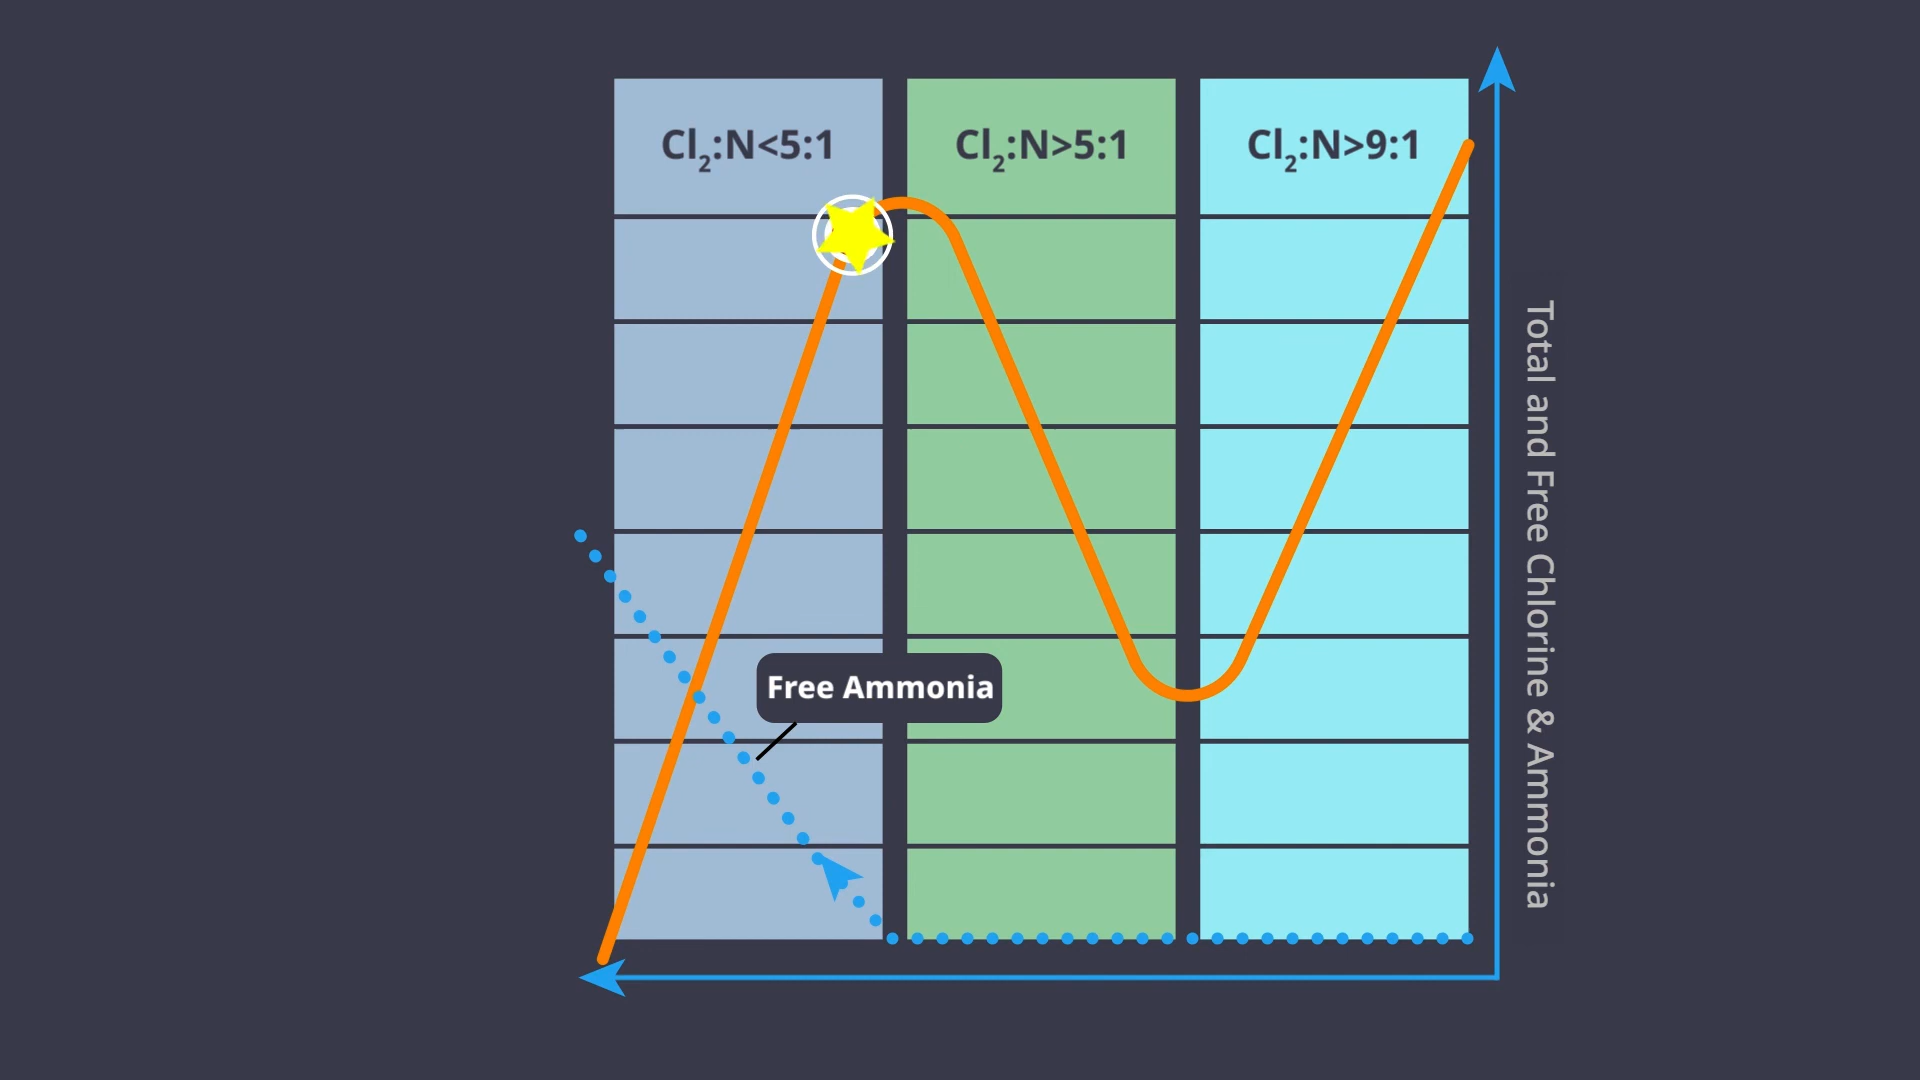 Cl₂:N<5:1
Cl₂:N>5:1
Cl₂:N>9:1
Free Ammonia
Total and Free Chlorine & Ammonia